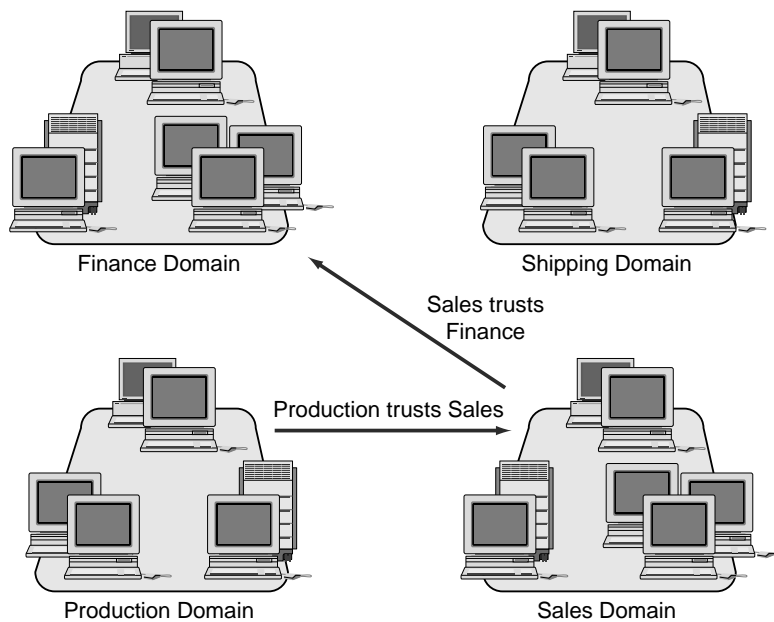 Finance Domain
Shipping Domain
Sales trusts
Finance
Production trusts Sales
Production Domain
Sales Domain